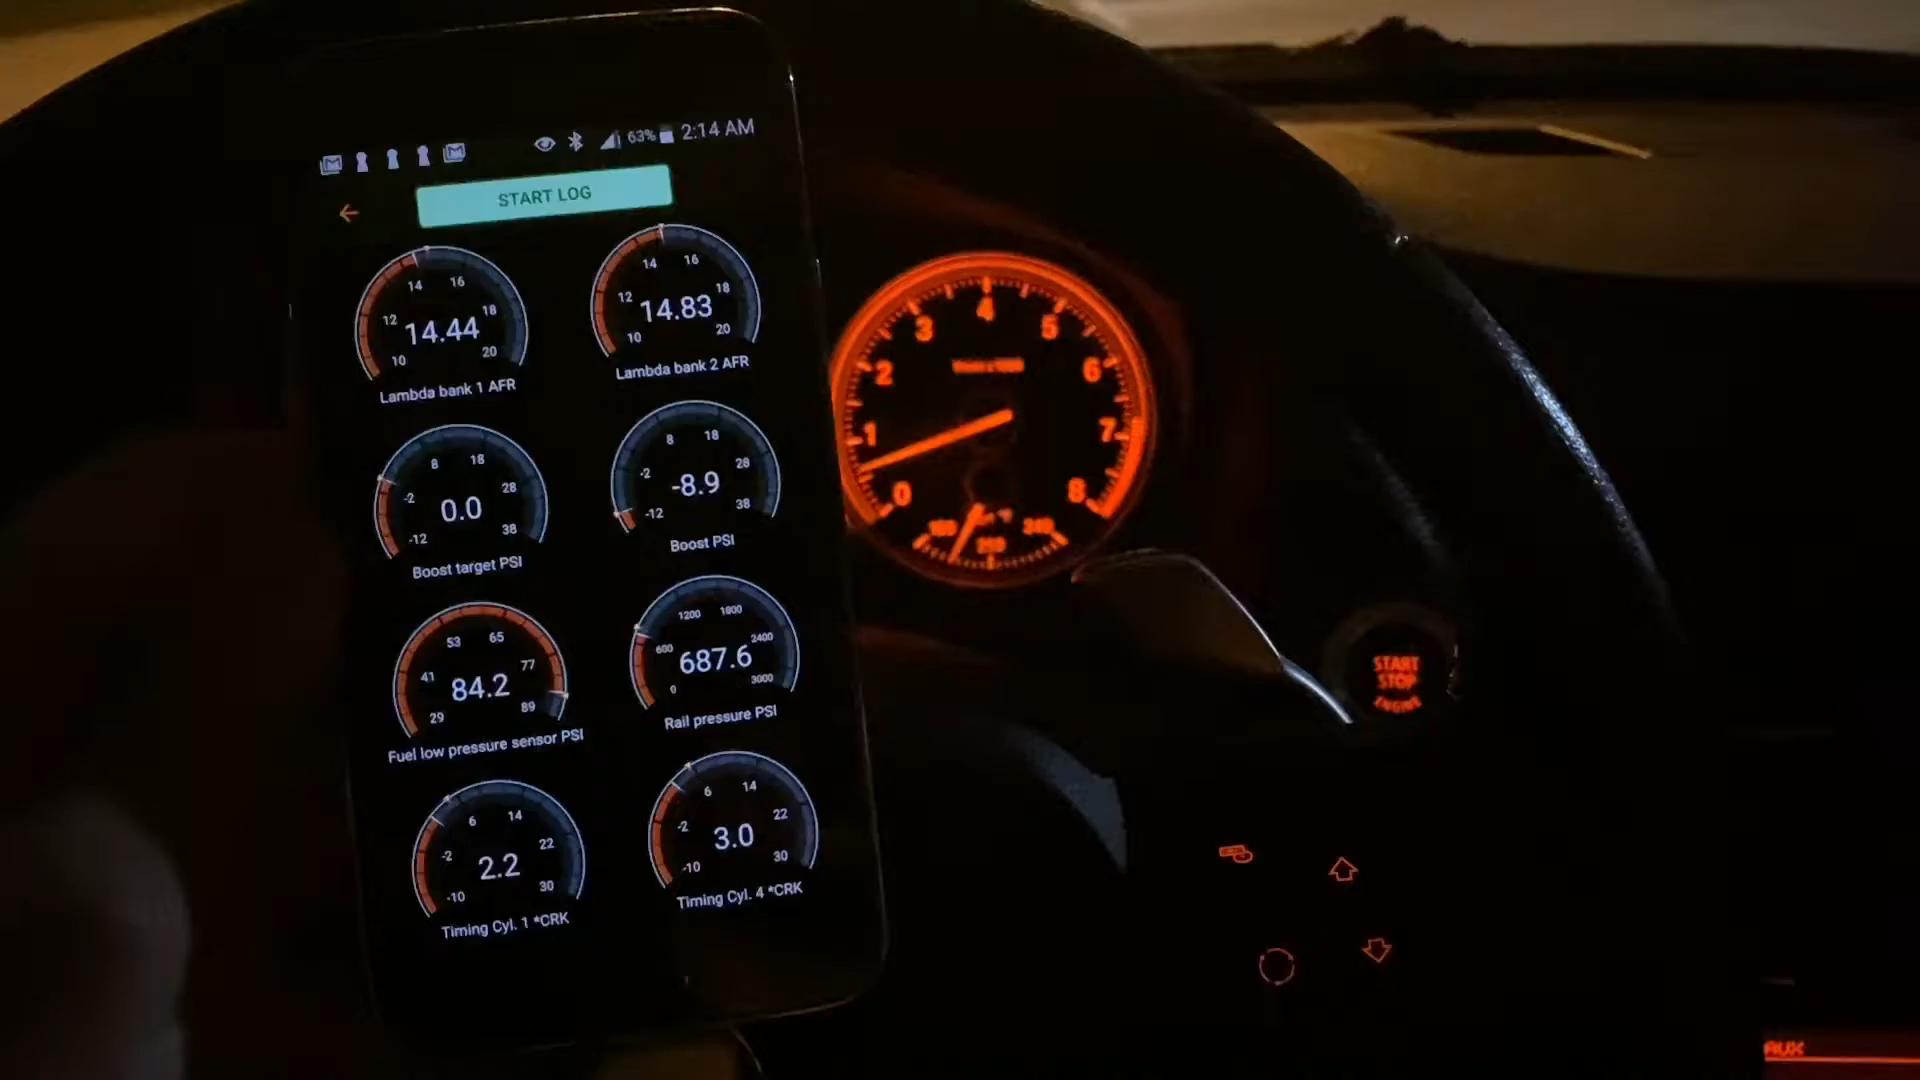 63% 2:14 AM
START LOG
10 12 14 16 18 20
14.44
Lambda bank 1 AFR
10 12 14 16 18 20
14.83
Lambda bank 2 AFR
-12 -2 8 18 28 38
0.0
Boost target PSI
-12 -2 8 18 28 38
-8.9
Boost PSI
29 41 53 65 77 89
84.2
Fuel low pressure sensor PSI
0 600 1200 1800 2400 3000
687.6
Rail pressure PSI
-10 -2 6 14 22 30
2.2
Timing Cyl. 1 *CRK
-10 -2 6 14 22 30
3.0
Timing Cyl. 4 *CRK
0 1 2 3 4 5 6 7 8
240
START
STOP
ENGINE
AUX